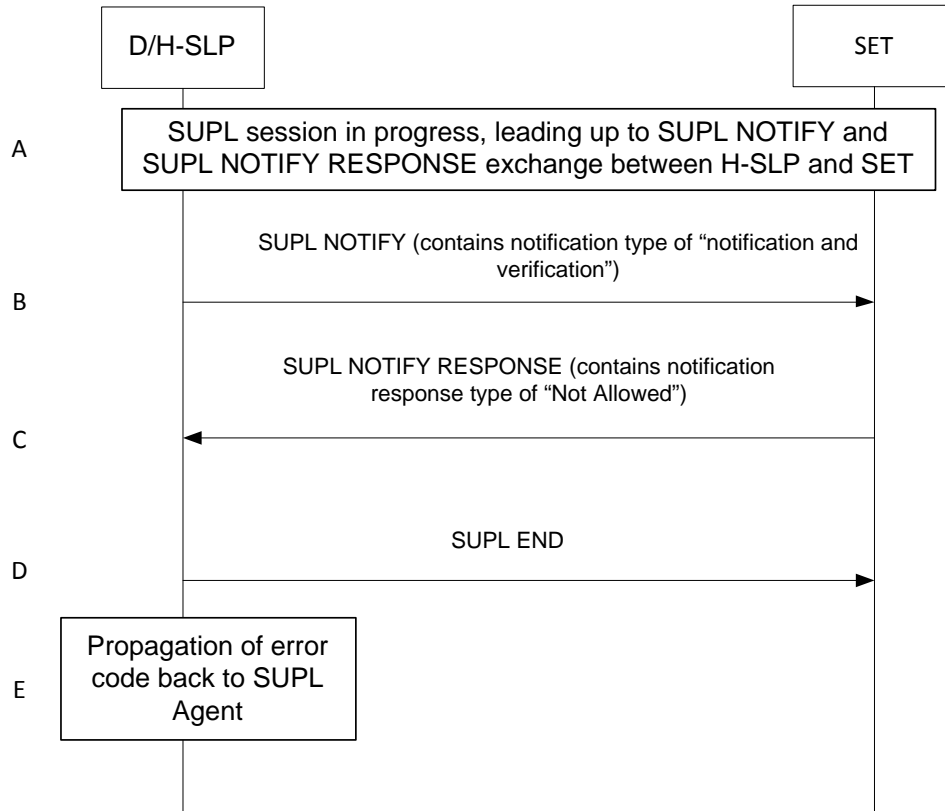 D/H-SLP
SET
A
SUPL session in progress, leading up to SUPL NOTIFY and
SUPL NOTIFY RESPONSE exchange between H-SLP and SET
SUPL NOTIFY (contains notification type of “notification and
verification”)
B
SUPL NOTIFY RESPONSE (contains notification
response type of “Not Allowed”)
C
SUPL END
D
Propagation of error
code back to SUPL
Agent
E